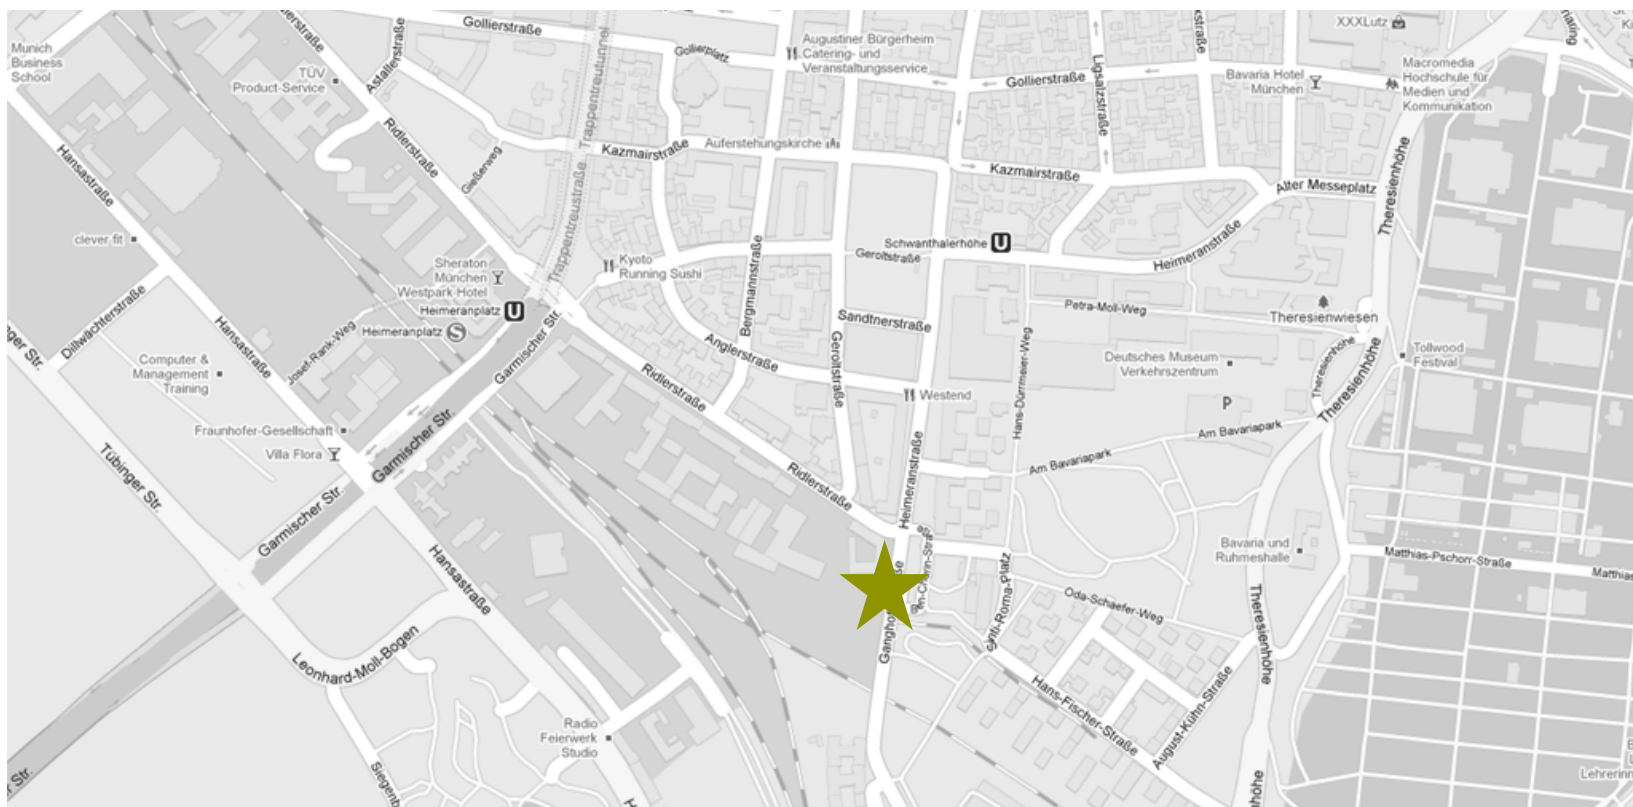 Gollierstraße
Gollierplatz
Augustiner Bürgerheim
Catering- und
Veranstaltungsservice
XXXLutz
Munich
Business
School
TÜV
Product-Service
Astallerstraße
Trappentreutunnel
Gollierstraße
Ligsalzstraße
Bavaria Hotel
München
Macromedia
Hochschule für
Medien und
Kommunikation
Hansastraße
Ridlerstraße
Gießerweg
Kazmairstraße
Auferstehungskirche
Kazmairstraße
Alter Messeplatz
Theresienhöhe
Trappentreustraße
clever fit
Sheraton
München
Westpark-Hotel
Kyoto
Running Sushi
Bergmannstraße
Schwanthalerhöhe
U
Geroltstraße
Heimeranstraße
Dillwächterstraße
Hansastraße
Josef-Rank-Weg
Heimeranplatz
U
Heimeranplatz
S
Garmischer Str.
Sandtnerstraße
Petra-Moll-Weg
Theresienwiesen
Computer &
Management
Training
Anglerstraße
Geroltstraße
Ridlerstraße
Westend
Hans-Dürrmeier-Weg
Deutsches Museum
Verkehrszentrum
P
Theresienhöhe
Theresienhöhe
Tollwood
Festival
Fraunhofer-Gesellschaft
Villa Flora
Garmischer Str.
Tübinger Str.
Garmischer Str.
Ridlerstraße
Heimeranstraße
Am Bavariapark
Am Bavariapark
Bavaria und
Ruhmeshalle
Matthias-Pschorr-Straße
Matthias
Hansastraße
Leonhard-Moll-Bogen
Oda-Schaefer-Weg
Theresienhöhe
Hans-Fischer-Straße
August-Kühn-Straße
Radio
Feierwerk
Studio